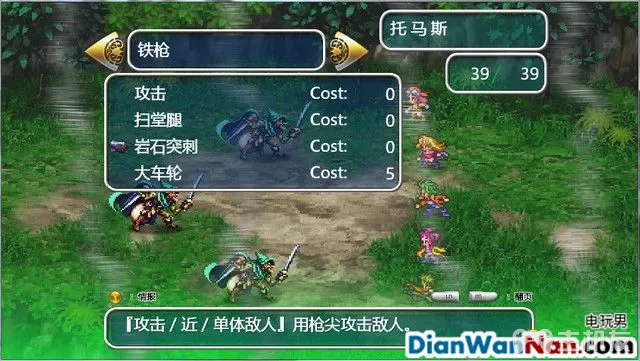 铁枪
托马斯
39/ 39
攻击 Cost: 0
扫堂腿 Cost: 0
岩石突刺 Cost: 0
大车轮 Cost: 5
：情报
：翻页
『攻击/近/单体敌人』用枪尖攻击敌人。
电玩男
DianWanNan.com